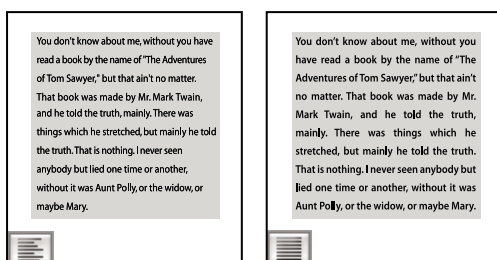 You don't know about me, without you have
read a book by the name of "The Adventures
of Tom Sawyer," but that ain't no matter.
That book was made by Mr. Mark Twain,
and he told the truth, mainly. There was
things which he stretched, but mainly he told
the truth. That is nothing. I never seen
anybody but lied one time or another,
without it was Aunt Polly, or the widow, or
maybe Mary.
You don't know about me, without you
have read a book by the name of "The
Adventures of Tom Sawyer," but that ain't
no matter. That book was made by Mr.
Mark Twain, and he told the truth,
mainly. There was things which he
stretched, but mainly he told the truth.
That is nothing. I never seen anybody but
lied one time or another, without it was
Aunt Polly, or the widow, or maybe Mary.